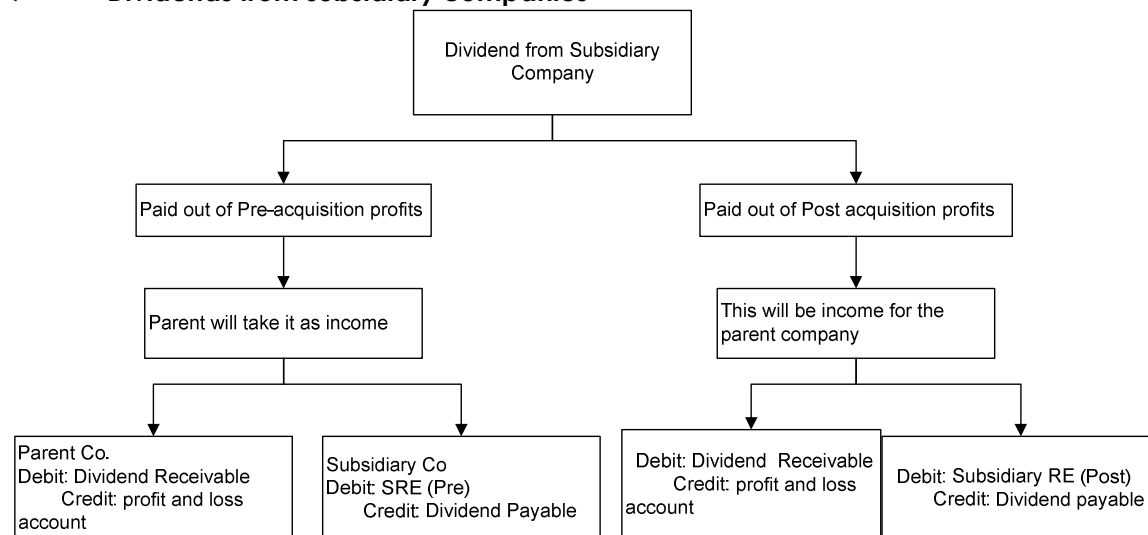 Dividends from subsidiary Companies
Dividend from Subsidiary
Company
Paid out of Pre-acquisition profits
Paid out of Post acquisition profits
Parent will take it as income
This will be income for the
parent company
Parent Co.
Debit: Dividend Receivable
Credit: profit and loss
account
Subsidiary Co
Debit: SRE (Pre)
Credit: Dividend Payable
Debit: Dividend Receivable
Credit: profit and loss
account
Debit: Subsidiary RE (Post)
Credit: Dividend payable